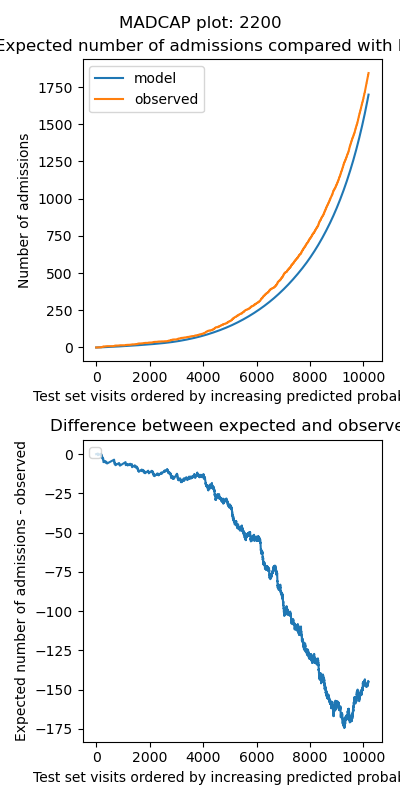 MADCAP plot: 2200
Expected number of admissions compared with
model
observed
Number of admissions
1750
1500
1250
1000
750
500
250
0
0 2000 4000 6000 8000 10000
Test set visits ordered by increasing predicted probab
Difference between expected and observe
Expected number of admissions - observed
0
−25
−50
−75
−100
−125
−150
−175
0 2000 4000 6000 8000 10000
Test set visits ordered by increasing predicted probab